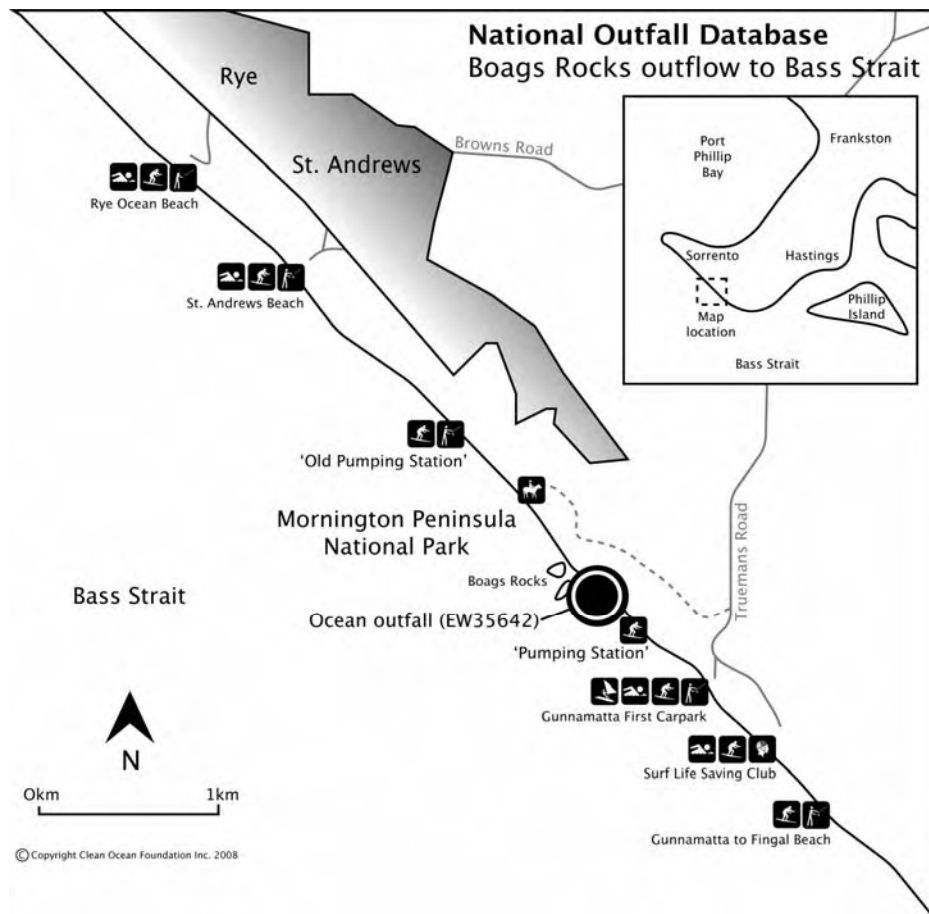 National Outfall Database
Boags Rocks outflow to Bass Strait
Rye
St. Andrews
Browns Road
Port
Phillip
Bay
Frankston
Sorrento
Hastings
Phillip
Island
Map
location
Bass Strait
Rye Ocean Beach
St. Andrews Beach
'Old Pumping Station'
Mornington Peninsula
National Park
Boags Rocks
Bass Strait
Ocean outfall (EW35642)
Truemans Road
'Pumping Station'
Gunnamatta First Carpark
N
Surf Life Saving Club
0km
1km
Gunnamatta to Fingal Beach
© Copyright Clean Ocean Foundation Inc. 2008